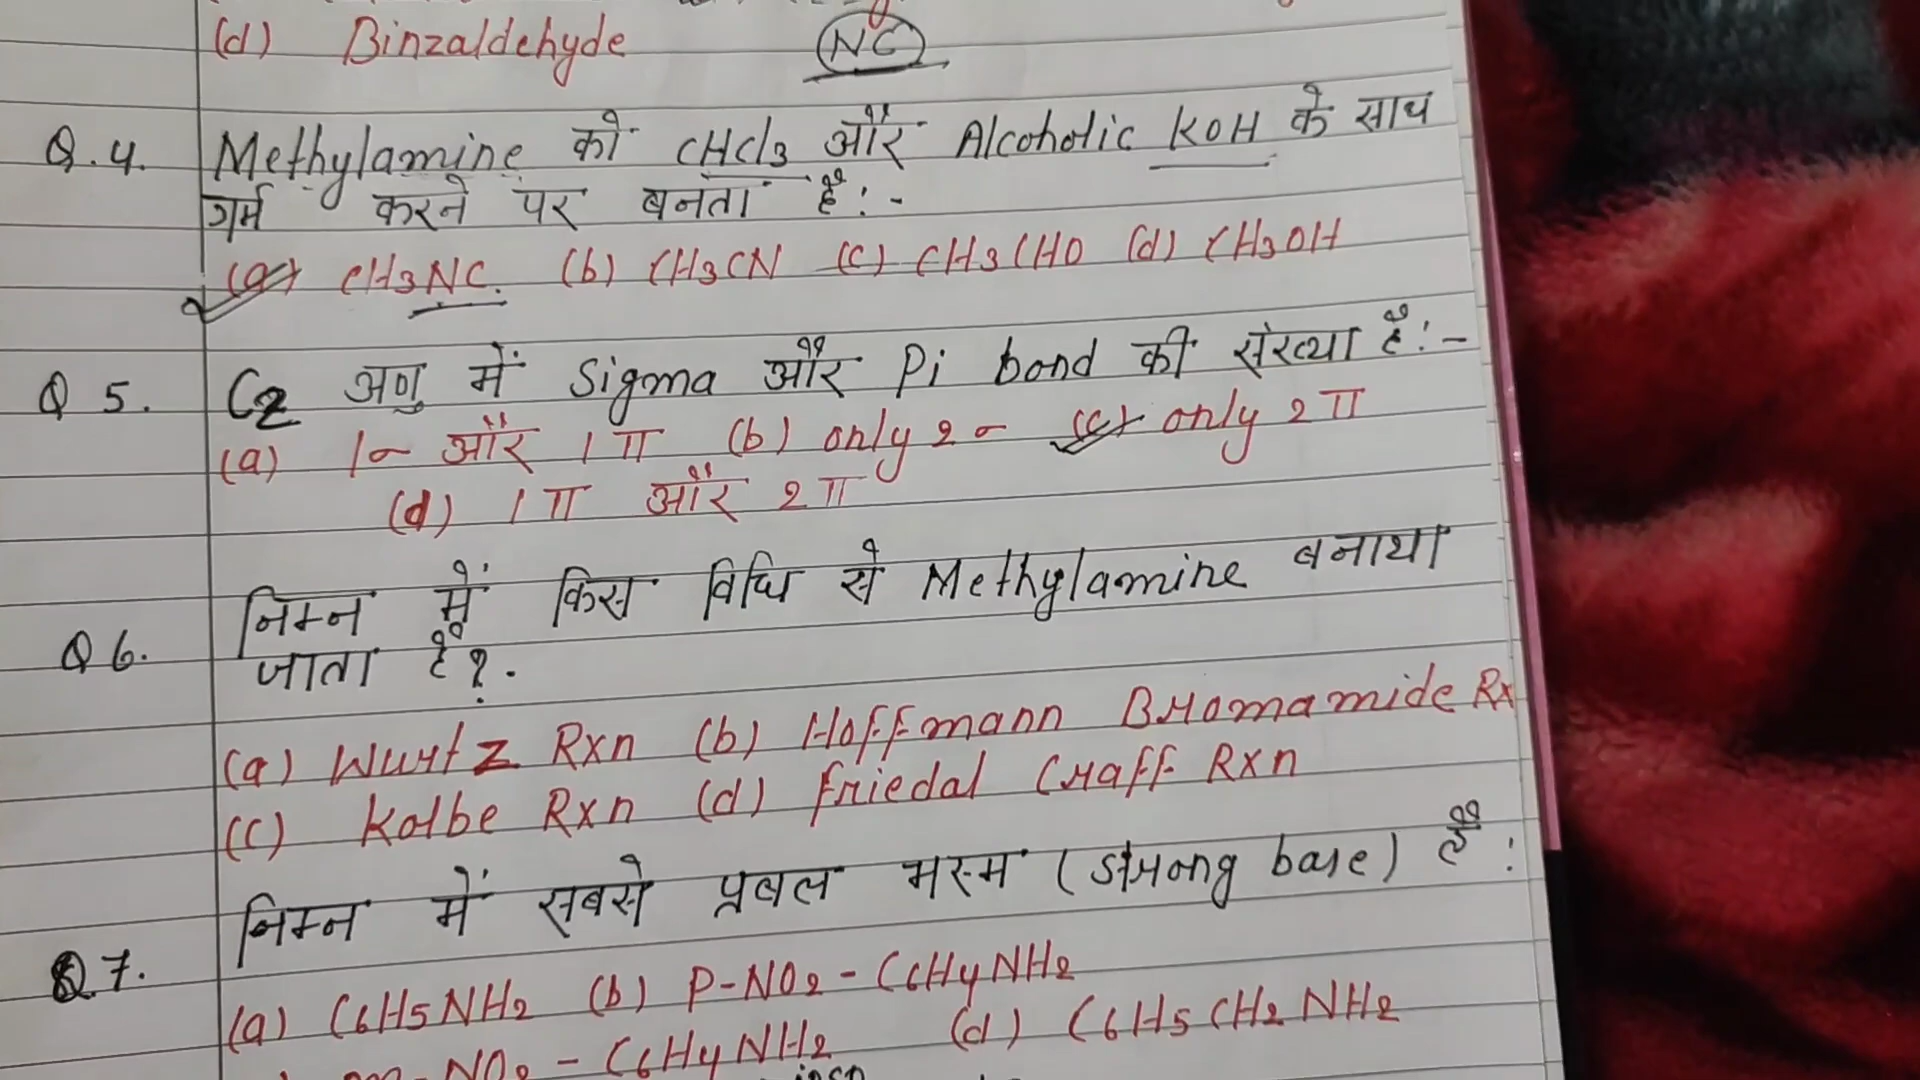 (d) Binzaldehyde NC
Q.4. Methylamine को CHCl3 और Alcoholic KOH के साथ
गर्म करने पर बनता है:-
(a) CH3NC. (b) CH3CN (c) CH3CHO (d) CH3OH
Q 5. C2 अणु में Sigma और Pi bond की संख्या है:-
(a) 1σ और 1π (b) only 2σ (c) only 2π
(d) 1π और 2π
Q 6. निम्न में किस विधि से Methylamine बनाया
जाता है?.
(a) Wurtz Rxn (b) Hoffmann Bromamide Rx
(c) Kolbe Rxn (d) Friedal Craff Rxn
Q7. निम्न में सबसे प्रबल भस्म (strong base) है:
(a) C6H5NH2 (b) P-NO2-C6H4NH2
m-NO2-C6H4NH2 (d) C6H5CH2NH2